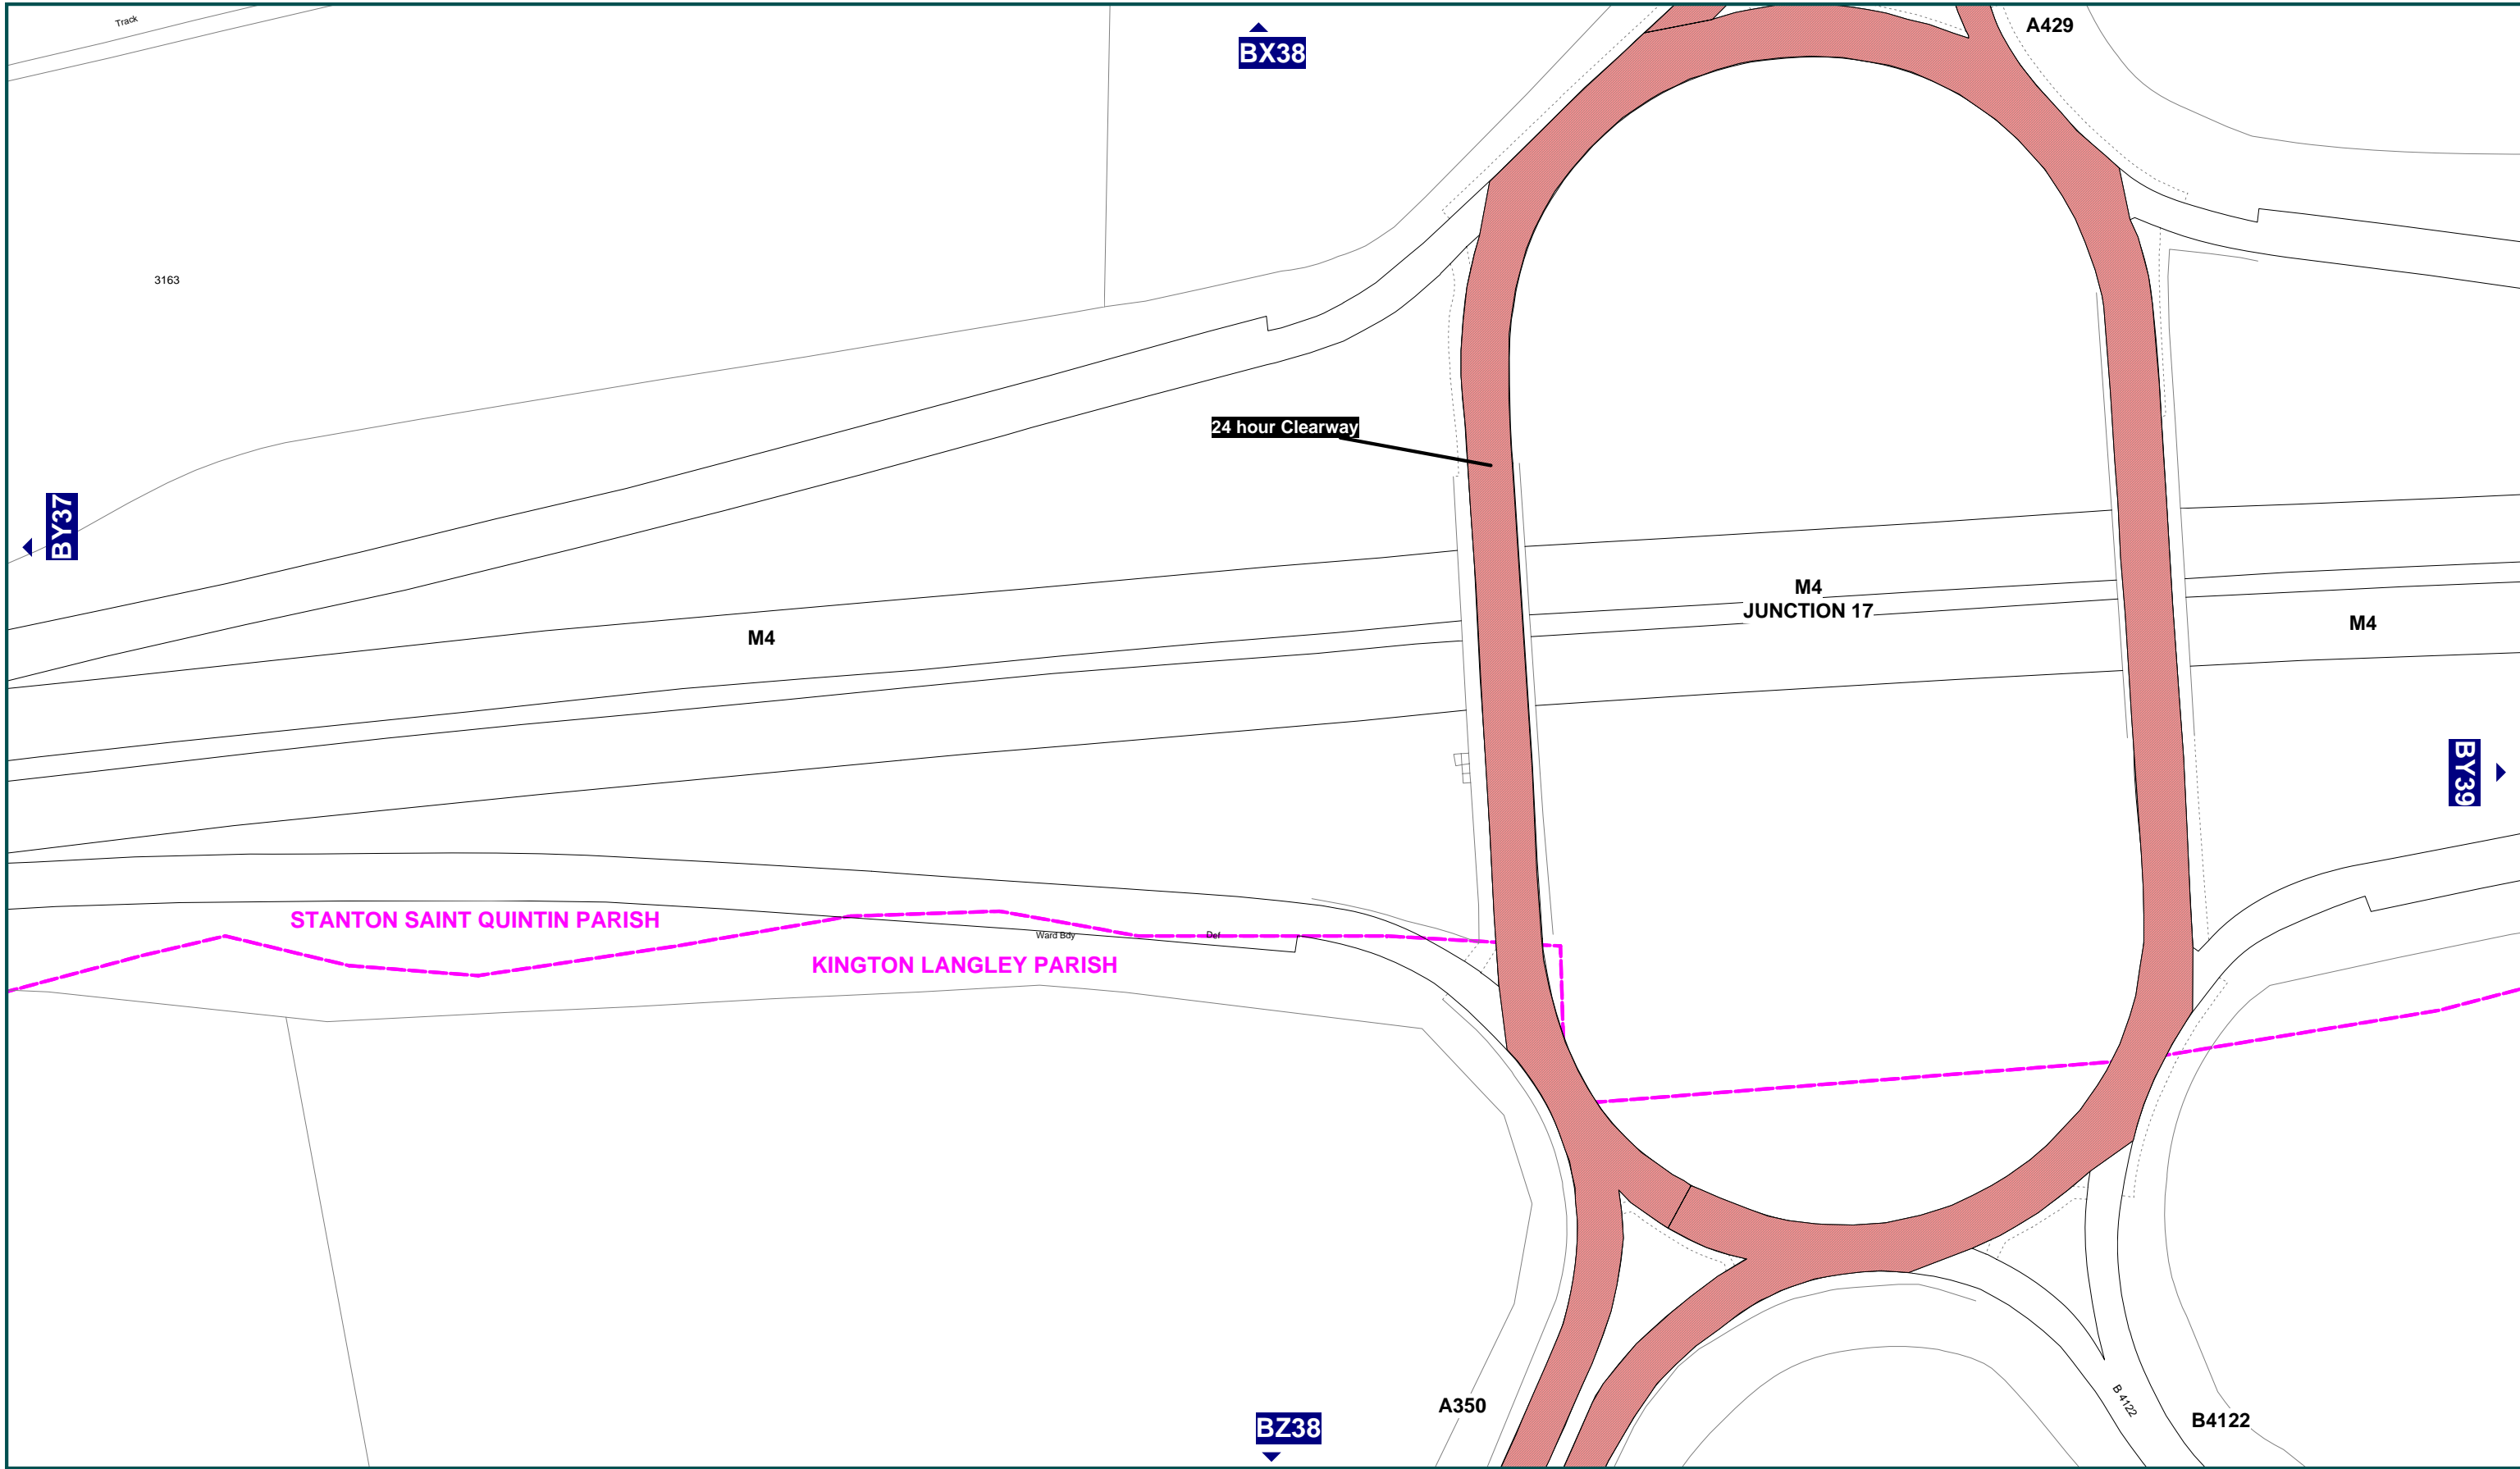 Track
BX38
A429
3163
24 hour Clearway
BY37
M4
JUNCTION 17
M4
M4
BY39
STANTON SAINT QUINTIN PARISH
Ward Bdy
Def
KINGTON LANGLEY PARISH
A350
BZ38
B 4122
B4122